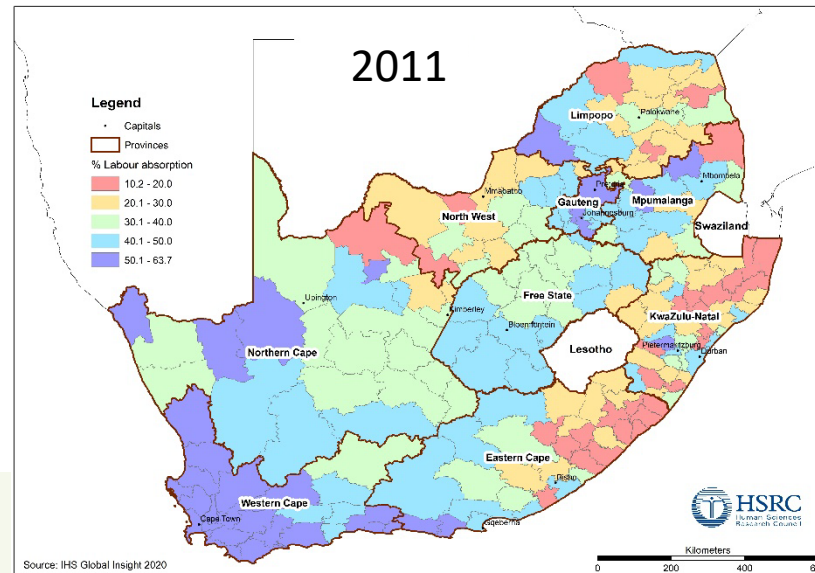 2011
Legend
Capitals
Provinces
% Labour absorption
10.2 - 20.0
20.1 - 30.0
30.1 - 40.0
40.1 - 50.0
50.1 - 63.7
Limpopo
Polokwane
Mmabatho
North West
Gauteng
Johannesburg
Mbombela
Mpumalanga
Swaziland
Upington
Kimberley
Free State
Bloemfontein
KwaZulu-Natal
Pietermaritzburg
Durban
Lesotho
Northern Cape
Eastern Cape
Bisho
Western Cape
Cape Town
Gqeberha
HSRC
Human Sciences
Research Council
Kilometers
0 200 400
Source: IHS Global Insight 2020